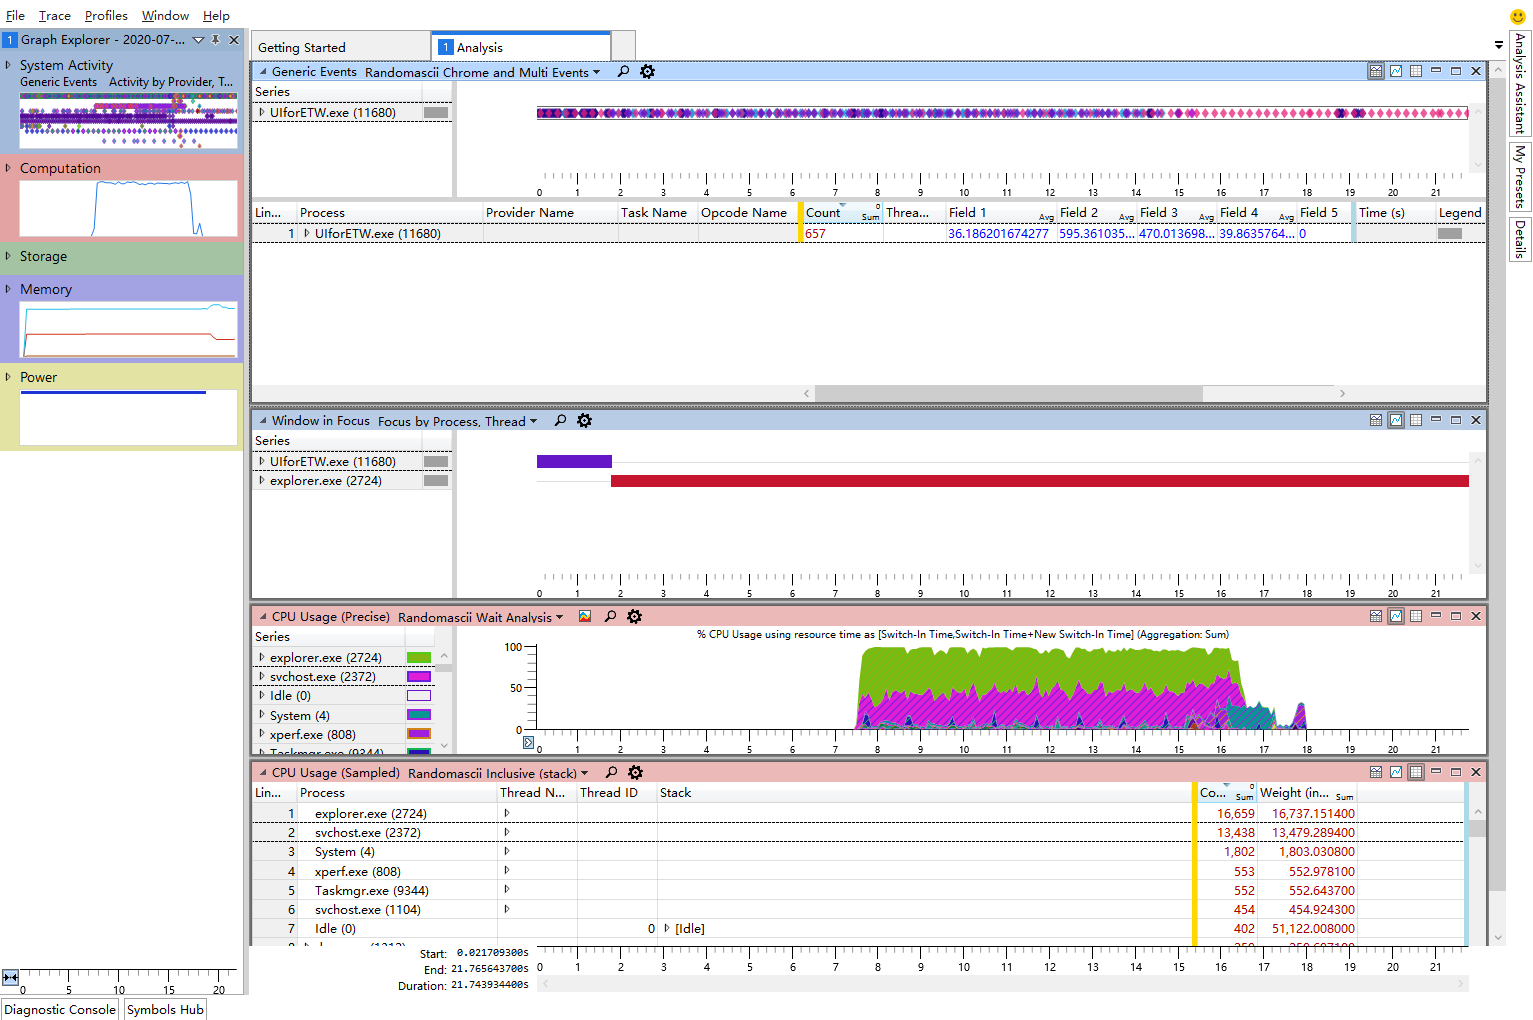 File Trace Profiles Window Help
1 Graph Explorer - 2020-07-...
System Activity
Generic Events Activity by Provider, T...
Computation
Storage
Memory
Power
0 5 10 15 20
Diagnostic Console Symbols Hub
Getting Started 1 Analysis
Generic Events Randomascii Chrome and Multi Events
Series
UIforETW.exe (11680)
0 1 2 3 4 5 6 7 8 9 10 11 12 13 14 15 16 17 18 19 20 21
Lin... Process Provider Name Task Name Opcode Name Count 0 Sum Threa... Field 1 Avg Field 2 Avg Field 3 Avg Field 4 Avg Field 5 Time (s) Legend
1 UIforETW.exe (11680) 657 36.186201674277 595.361035... 470.013698... 39.8635764... 0
Window in Focus Focus by Process, Thread
Series
UIforETW.exe (11680)
explorer.exe (2724)
0 1 2 3 4 5 6 7 8 9 10 11 12 13 14 15 16 17 18 19 20 21
CPU Usage (Precise) Randomascii Wait Analysis
% CPU Usage using resource time as [Switch-In Time,Switch-In Time+New Switch-In Time] (Aggregation: Sum)
Series
explorer.exe (2724)
svchost.exe (2372)
Idle (0)
System (4)
xperf.exe (808)
Taskmgr.exe (9344)
100
50
0
0 1 2 3 4 5 6 7 8 9 10 11 12 13 14 15 16 17 18 19 20 21
CPU Usage (Sampled) Randomascii Inclusive (stack)
Lin... Process Thread N... Thread ID Stack Co... 0 Sum Weight (in... Sum
1 explorer.exe (2724) 16,659 16,737.151400
2 svchost.exe (2372) 13,438 13,479.289400
3 System (4) 1,802 1,803.030800
4 xperf.exe (808) 553 552.978100
5 Taskmgr.exe (9344) 552 552.643700
6 svchost.exe (1104) 454 454.924300
7 Idle (0) 0 [Idle] 402 51,122.008000
Start: 0.021709300s
End: 21.765643700s
Duration: 21.743934400s
0 1 2 3 4 5 6 7 8 9 10 11 12 13 14 15 16 17 18 19 20 21
Analysis Assistant
My Presets
Details